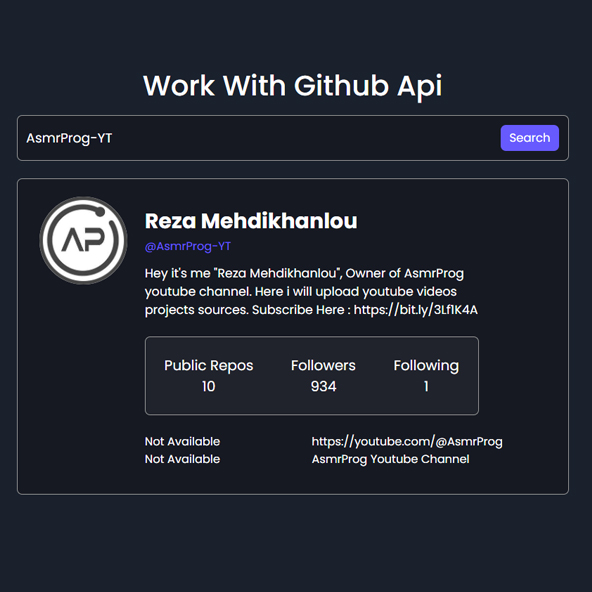 Work With Github Api
AsmrProg-YT
Search
AP
Reza Mehdikhanlou
@AsmrProg-YT
Hey it's me "Reza Mehdikhanlou", Owner of AsmrProg
youtube channel. Here i will upload youtube videos
projects sources. Subscribe Here : https://bit.ly/3Lf1K4A
Public Repos Followers Following
10 934 1
Not Available https://youtube.com/@AsmrProg
Not Available AsmrProg Youtube Channel